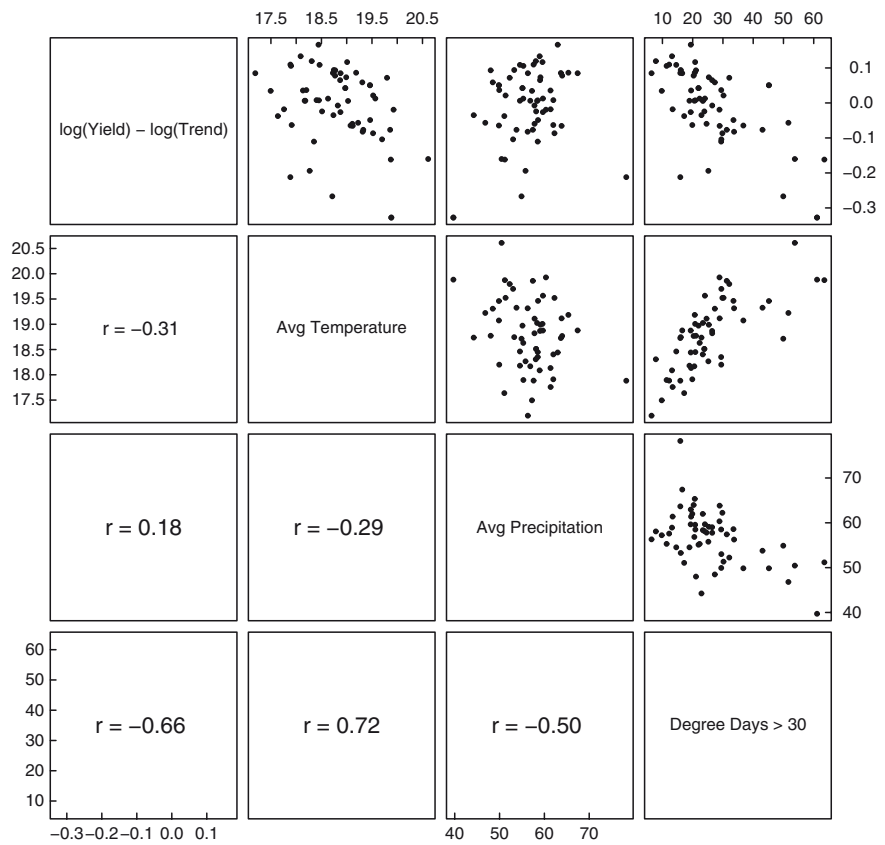 17.5 18.5 19.5 20.5
10 20 30 40 50 60
log(Yield) − log(Trend)
0.1
0.0
−0.1
−0.2
−0.3
20.5
20.0
19.5
19.0
18.5
18.0
17.5
r = −0.31
Avg Temperature
r = 0.18
r = −0.29
Avg Precipitation
70
60
50
40
60
50
40
30
20
10
r = −0.66
r = 0.72
r = −0.50
Degree Days > 30
−0.3 −0.2 −0.1 0.0 0.1
40 50 60 70